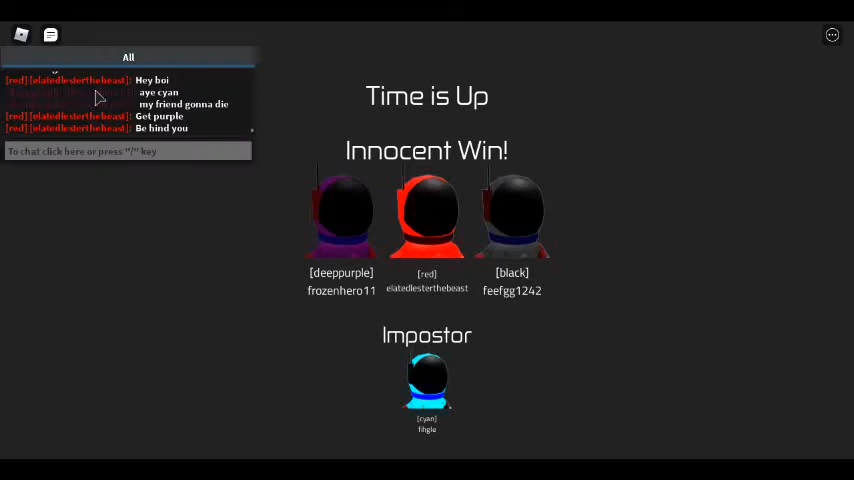 All
[red] [elatedlesterthebeast]: Hey boi
aye cyan
my friend gonna die
[red] [elatedlesterthebeast]: Get purple
[red] [elatedlesterthebeast]: Be hind you
To chat click here or press "/" key
Time is Up
Innocent Win!
[deeppurple] [red] [black]
frozenhero11 elatedlesterthebeast feefgg1242
Impostor
[cyan]
fihgle